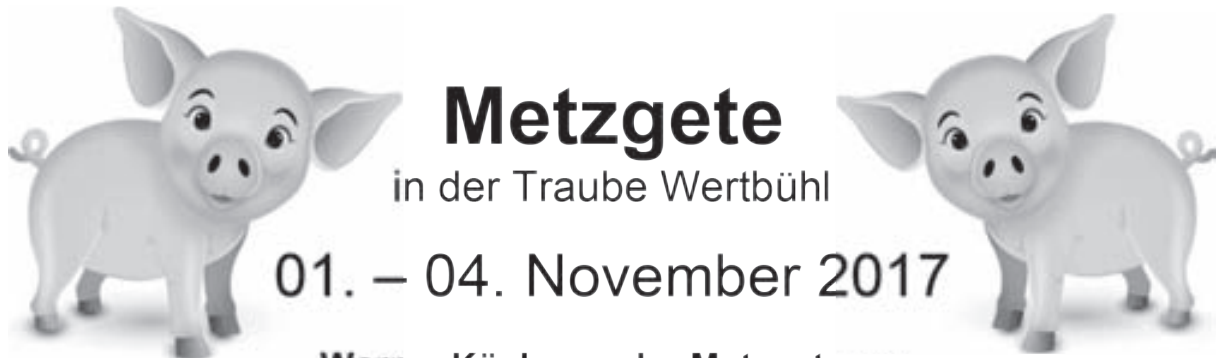 Metzgete
in der Traube Wertbühl
01. – 04. November 2017